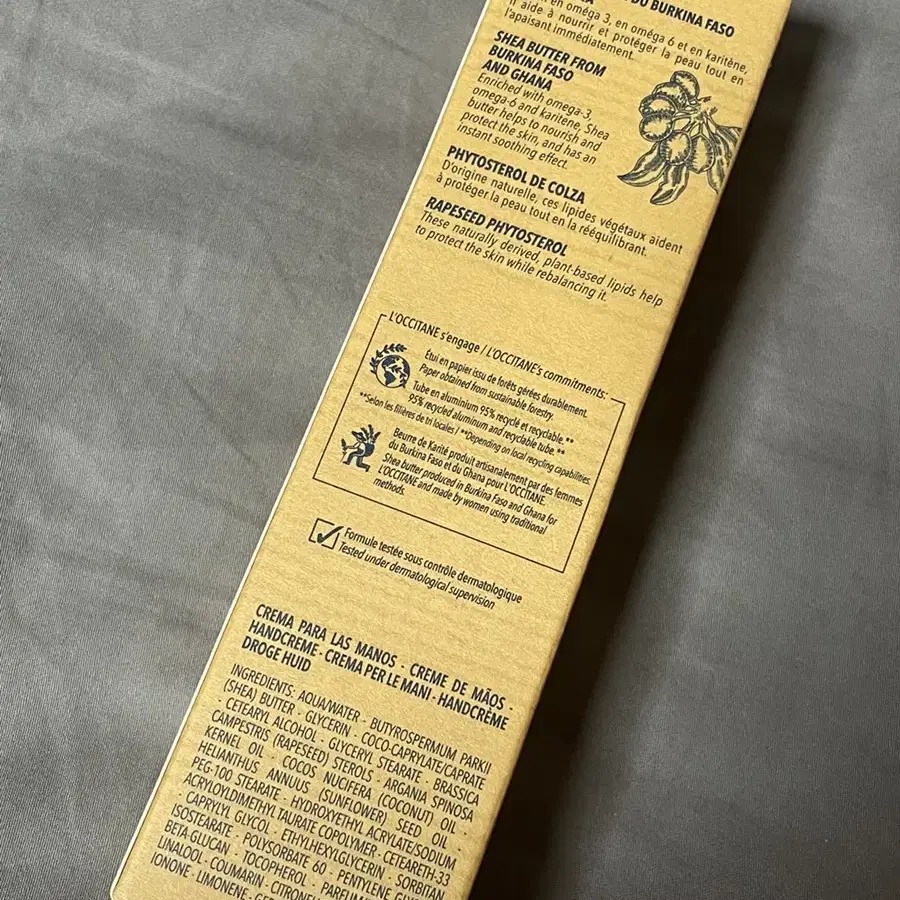 DU BURKINA FASO
en oméga 3, en oméga 6 et en karitène,
il aide à nourrir et protéger la peau tout en
l'apaisant immédiatement.
SHEA BUTTER FROM
BURKINA FASO
AND GHANA
Enriched with omega-3,
omega-6 and karitene, Shea
butter helps to nourish and
protect the skin, and has an
instant soothing effect.
PHYTOSTEROL DE COLZA
D'origine naturelle, ces lipides végétaux aident
à protéger la peau tout en la rééquilibrant.
RAPESEED PHYTOSTEROL
These naturally derived, plant-based lipids help
to protect the skin while rebalancing it.
L'OCCITANE s'engage / L'OCCITANE's commitments:
Étui en papier issu de forêts gérées durablement.
Paper obtained from sustainable forestry.
Tube en aluminium 95% recyclé et recyclable.**
95% recycled aluminum and recyclable tube.**
**Selon les filières de tri locales / **Depending on local recycling capabilities.
Beurre de Karité produit artisanalement par des femmes
du Burkina Faso et du Ghana pour L'OCCITANE.
Shea butter produced in Burkina Faso and Ghana for
L'OCCITANE and made by women using traditional
methods.
Formule testée sous contrôle dermatologique
Tested under dermatological supervision
CREMA PARA LAS MANOS - CREME DE MÃOS -
HANDCREME - CREMA PER LE MANI - HANDCRÈME
DROGE HUID
INGREDIENTS: AQUA/WATER - BUTYROSPERMUM PARKII
(SHEA) BUTTER - GLYCERIN - COCO-CAPRYLATE/CAPRATE
- CETEARYL ALCOHOL - GLYCERYL STEARATE - BRASSICA
CAMPESTRIS (RAPESEED) STEROLS - ARGANIA SPINOSA
KERNEL OIL - COCOS NUCIFERA (COCONUT) OIL -
HELIANTHUS ANNUUS (SUNFLOWER) SEED OIL -
PEG-100 STEARATE - HYDROXYETHYL ACRYLATE/SODIUM
ACRYLOYLDIMETHYL TAURATE COPOLYMER - CETEARETH-33
- CAPRYLYL GLYCOL - ETHYLHEXYLGLYCERIN - SORBITAN
ISOSTEARATE - POLYSORBATE 60 - PENTYLENE
BETA-GLUCAN - TOCOPHEROL - PARFUM
LINALOOL - COUMARIN -
IONONE - LIMONENE -